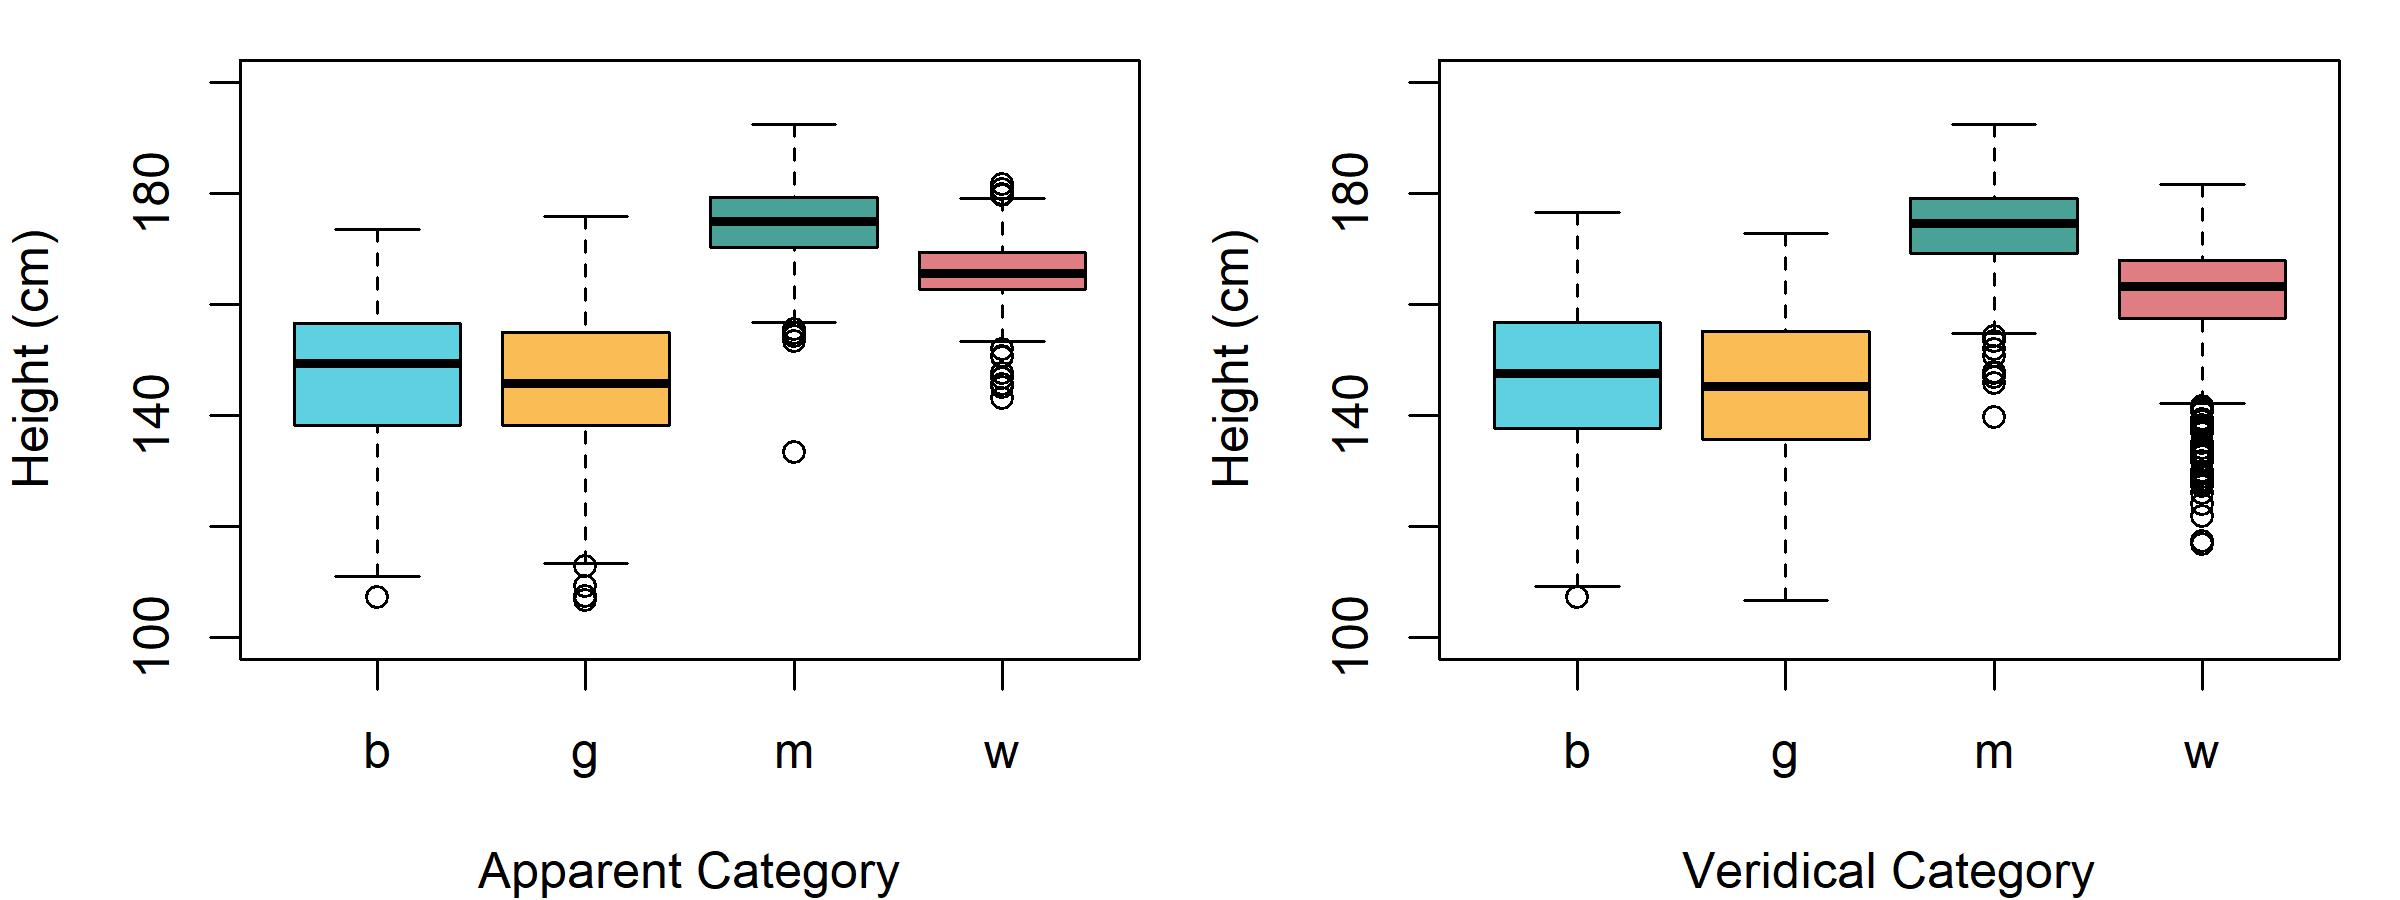 Height (cm)
180
140
100
b g m w
Apparent Category
Height (cm)
180
140
100
b g m w
Veridical Category